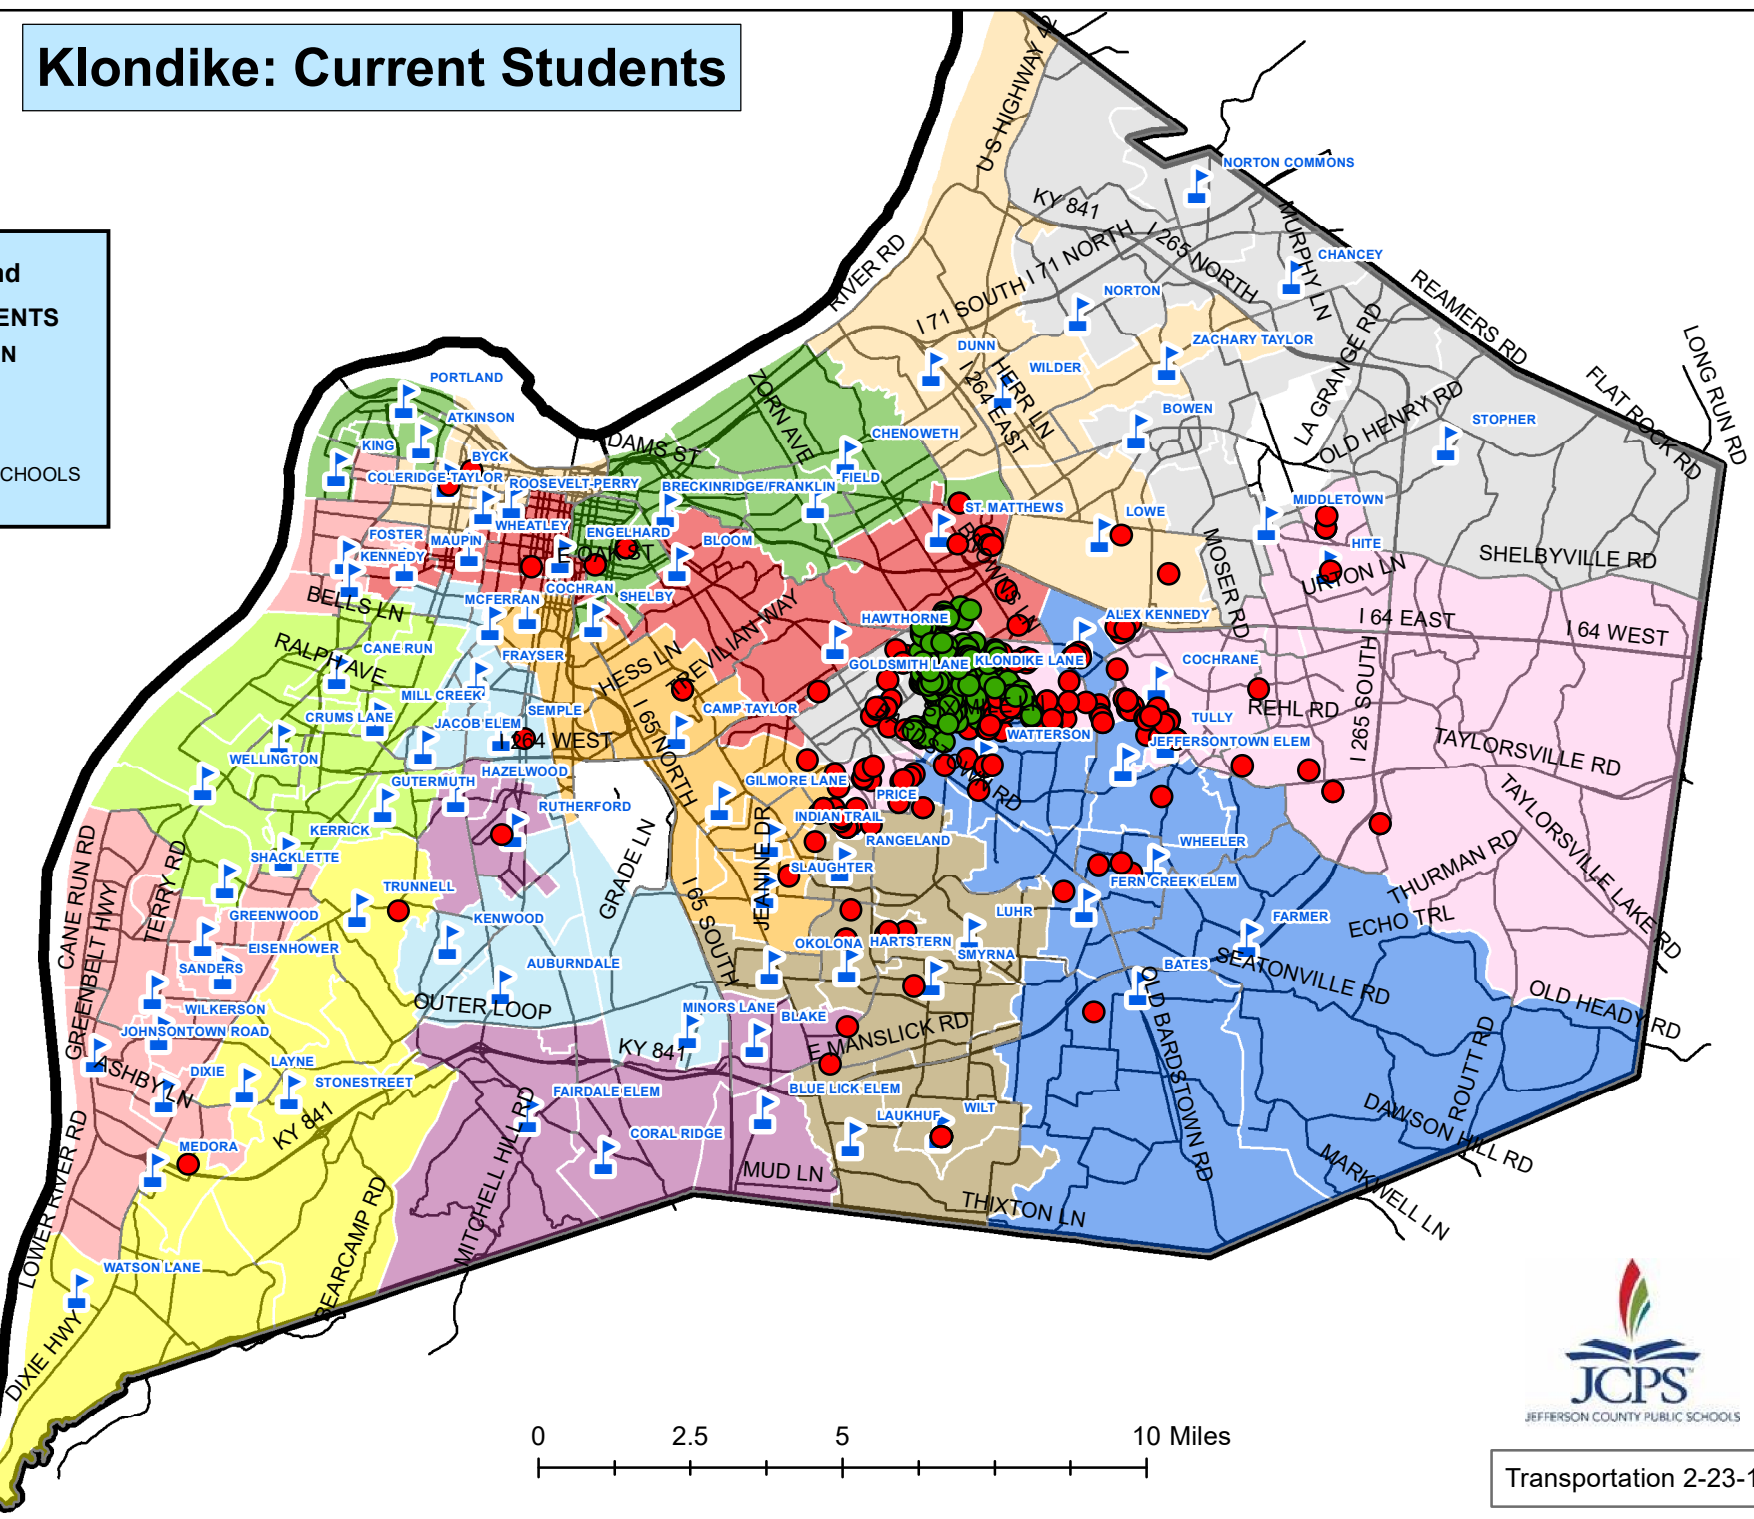 Klondike: Current Students
nd
ENTS
N
CHOOLS
U S HIGHWAY 42
NORTON COMMONS
KY 841
I 71 NORTH
I 265 NORTH
MURPHY LN
CHANCEY
RIVER RD
I 71 SOUTH
NORTON
REAMERS RD
LONG RUN RD
ZACHARY TAYLOR
LA GRANGE RD
DUNN
WILDER
HERR LN
I 264 EAST
FLAT ROCK RD
PORTLAND
ZORN AVE
BOWEN
OLD HENRY RD
STOPHER
ATKINSON
KING
ADAMS ST
CHENOWETH
BYCK
COLERIDGE-TAYLOR
ROOSEVELT-PERRY
BRECKINRIDGE/FRANKLIN
FIELD
MIDDLETOWN
ST. MATTHEWS
LOWE
WHEATLEY
ENGELHARD
FOSTER
MAUPIN
E OAK ST
BLOOM
BROWNS LN
MOSER RD
HITE
SHELBYVILLE RD
KENNEDY
URTON LN
COCHRAN
SHELBY
MCFERRAN
BELLS LN
HAWTHORNE
ALEX KENNEDY
I 64 EAST
I 64 WEST
RALPH AVE
CANE RUN
FRAYSER
HESS LN
TREVILIAN WAY
GOLDSMITH LANE
KLONDIKE LANE
COCHRANE
MILL CREEK
SEMPLE
CAMP TAYLOR
SIX MILE LN
REHL RD
I 265 SOUTH
CRUMS LANE
JACOB ELEM
I 65 NORTH
TULLY
I 264 WEST
WATTERSON
JEFFERSONTOWN ELEM
TAYLORSVILLE RD
WELLINGTON
HAZELWOOD
GUTERMUTH
GILMORE LANE
PRICE
RUTHERFORD
INDIAN TRAIL
KERRICK
RANGELAND
WHEELER
TAYLORSVILLE LAKE RD
SHACKLETTE
GRADE LN
JEANINE DR
SLAUGHTER
THURMAN RD
CANE RUN RD
TERRY RD
TRUNNELL
FERN CREEK ELEM
GREENBELT HWY
GREENWOOD
KENWOOD
I 65 SOUTH
LUHR
FARMER
ECHO TRL
EISENHOWER
OKOLONA
HARTSTERN
SMYRNA
SANDERS
AUBURNDALE
BATES
SEATONVILLE RD
WILKERSON
OUTER LOOP
MINORS LANE
BLAKE
OLD HEADY RD
JOHNSONTOWN ROAD
KY 841
E MANSLICK RD
OLD BARDSTOWN RD
ROUTT RD
ASHBY LN
DIXIE
LAYNE
STONESTREET
FAIRDALE ELEM
BLUE LICK ELEM
KY 841
LAUKHUF
WILT
DAWSON HILL RD
LOWER RIVER RD
MEDORA
MITCHELL HILL RD
CORAL RIDGE
MUD LN
MARKWELL LN
BEARCAMP RD
THIXTON LN
WATSON LANE
DIXIE HWY
JCPS
JEFFERSON COUNTY PUBLIC SCHOOLS
0 2.5 5 10 Miles
Transportation 2-23-1